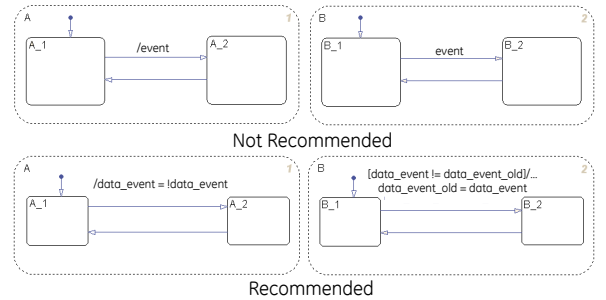 A
1
A_1
/event
A_2
B
2
B_1
event
B_2
Not Recommended
A
1
/data_event = !data_event
A_1
A_2
B
2
[data_event != data_event_old]/...
data_event_old = data_event
B_1
B_2
Recommended